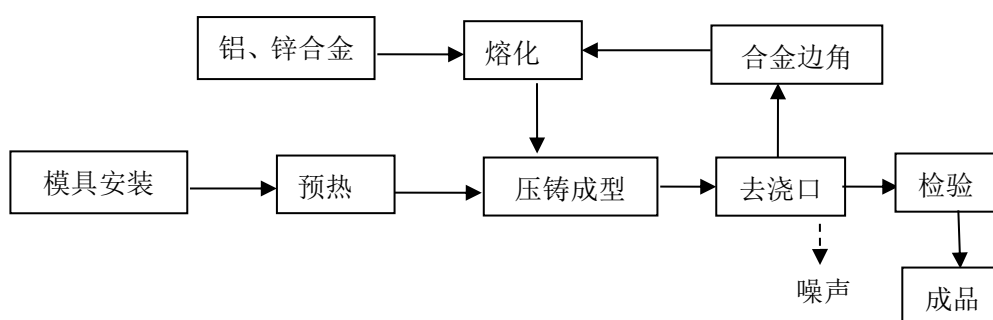 铝、锌合金
熔化
合金边角
模具安装
预热
压铸成型
去浇口
检验
噪声
成品